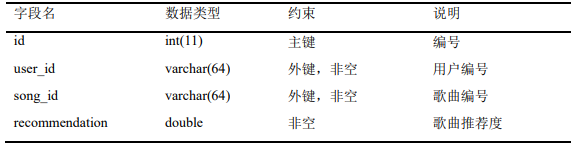 字段名 数据类型 约束 说明
id int(11) 主键 编号
user_id varchar(64) 外键，非空 用户编号
song_id varchar(64) 外键，非空 歌曲编号
recommendation double 非空 歌曲推荐度